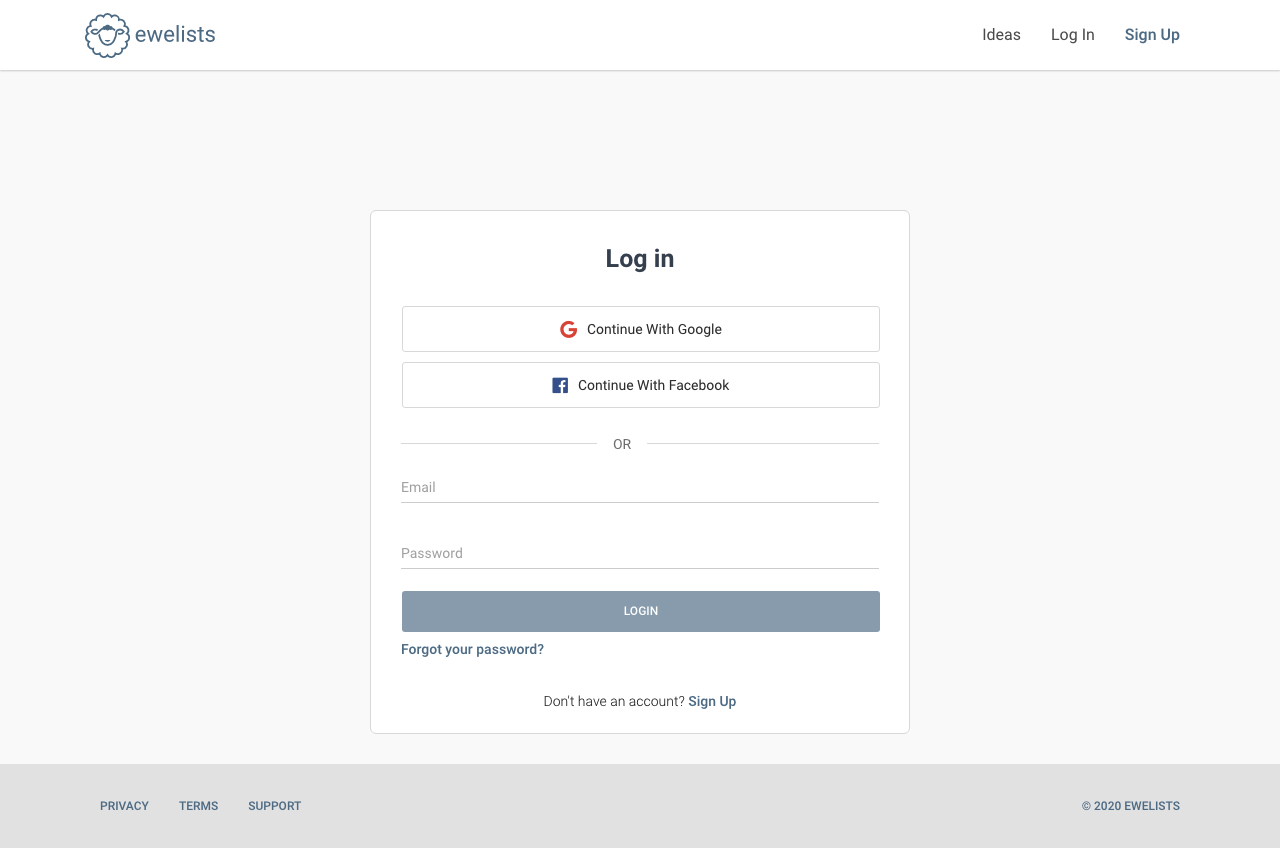 ewelists
Ideas
Log In
Sign Up
Log in
Continue With Google
Continue With Facebook
OR
Email
Password
LOGIN
Forgot your password?
Don't have an account? Sign Up
PRIVACY
TERMS
SUPPORT
© 2020 EWELISTS